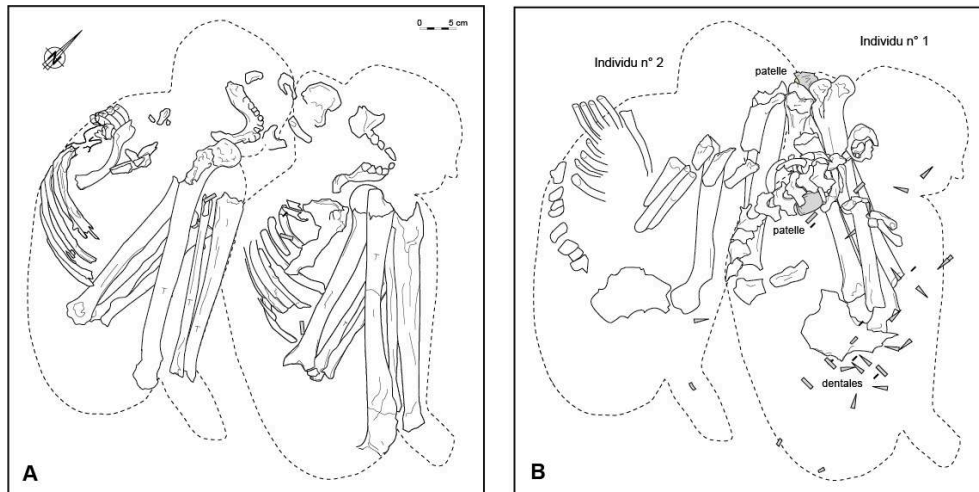 N
0 5 cm
A
Individu n° 1
Individu n° 2
patelle
patelle
dentales
B